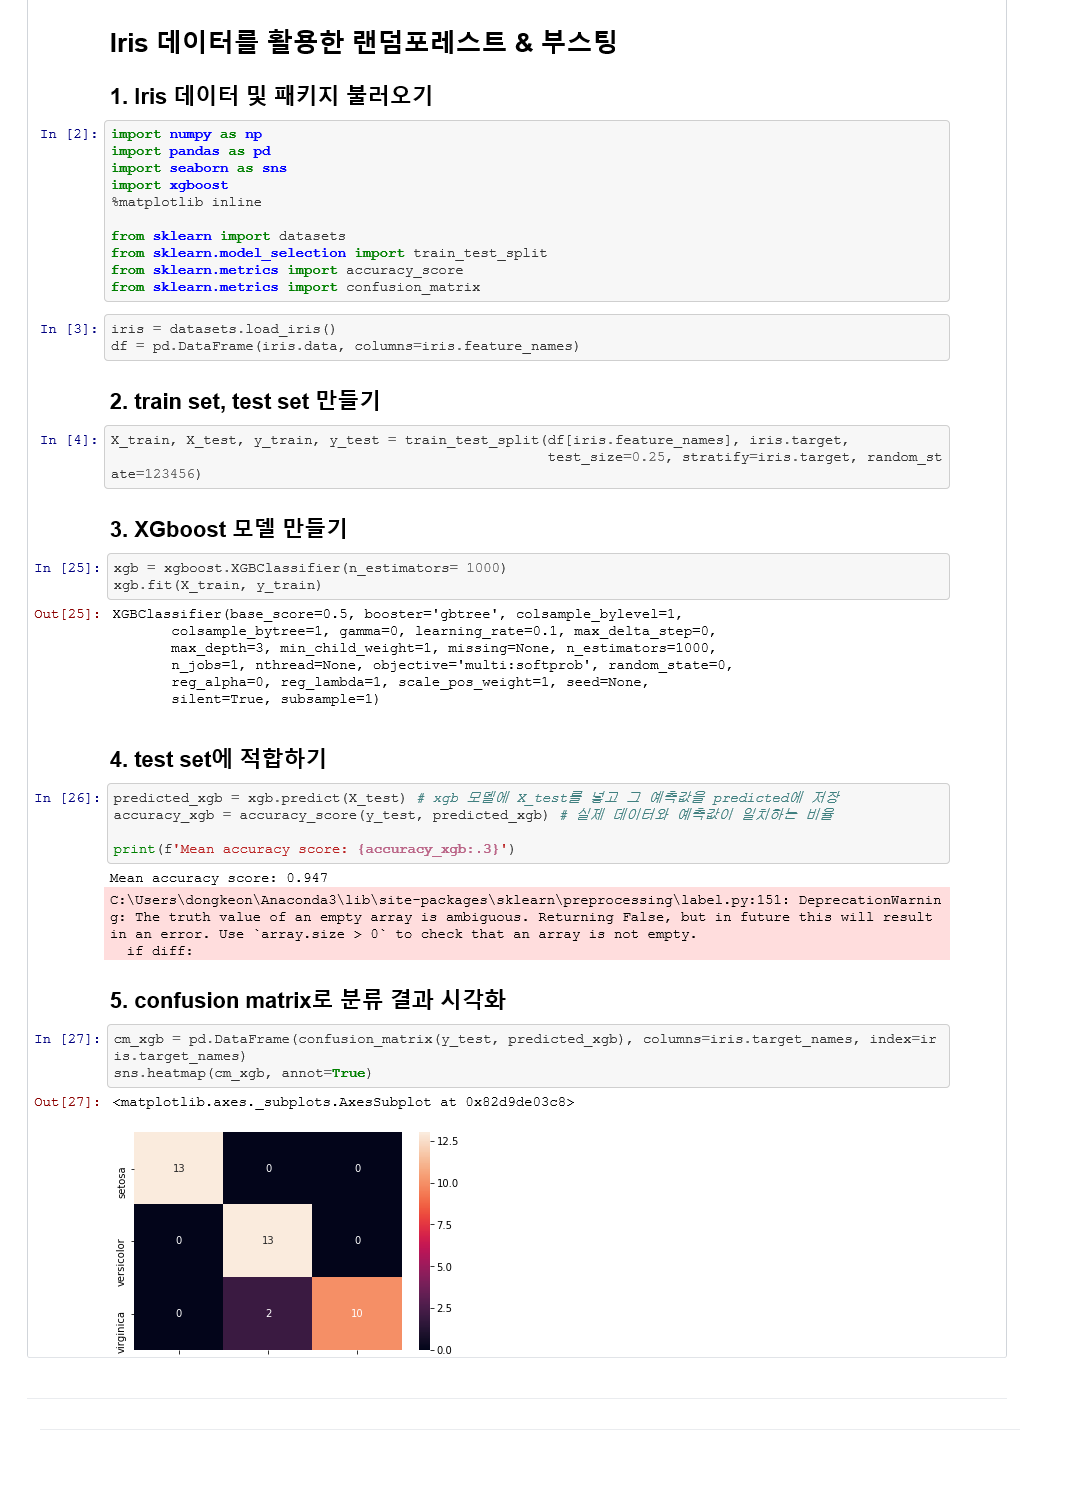 Iris 데이터를 활용한 랜덤포레스트 & 부스팅
1. Iris 데이터 및 패키지 불러오기
In [2]:
import numpy as np
import pandas as pd
import seaborn as sns
import xgboost
%matplotlib inline
from sklearn import datasets
from sklearn.model_selection import train_test_split
from sklearn.metrics import accuracy_score
from sklearn.metrics import confusion_matrix
In [3]:
iris = datasets.load_iris()
df = pd.DataFrame(iris.data, columns=iris.feature_names)
2. train set, test set 만들기
In [4]:
X_train, X_test, y_train, y_test = train_test_split(df[iris.feature_names], iris.target,
test_size=0.25, stratify=iris.target, random_st
ate=123456)
3. XGboost 모델 만들기
In [25]:
xgb = xgboost.XGBClassifier(n_estimators= 1000)
xgb.fit(X_train, y_train)
Out[25]:
XGBClassifier(base_score=0.5, booster='gbtree', colsample_bylevel=1,
colsample_bytree=1, gamma=0, learning_rate=0.1, max_delta_step=0,
max_depth=3, min_child_weight=1, missing=None, n_estimators=1000,
n_jobs=1, nthread=None, objective='multi:softprob', random_state=0,
reg_alpha=0, reg_lambda=1, scale_pos_weight=1, seed=None,
silent=True, subsample=1)
4. test set에 적합하기
In [26]:
predicted_xgb = xgb.predict(X_test) # xgb 모델에 X_test를 넣고 그 예측값을 predicted에 저장
accuracy_xgb = accuracy_score(y_test, predicted_xgb) # 실제 데이터와 예측값이 일치하는 비율
print(f'Mean accuracy score: {accuracy_xgb:.3}')
Mean accuracy score: 0.947
C:\Users\dongkeon\Anaconda3\lib\site-packages\sklearn\preprocessing\label.py:151: DeprecationWarnin
g: The truth value of an empty array is ambiguous. Returning False, but in future this will result
in an error. Use `array.size > 0` to check that an array is not empty.
if diff:
5. confusion matrix로 분류 결과 시각화
In [27]:
cm_xgb = pd.DataFrame(confusion_matrix(y_test, predicted_xgb), columns=iris.target_names, index=ir
is.target_names)
sns.heatmap(cm_xgb, annot=True)
Out[27]:
<matplotlib.axes._subplots.AxesSubplot at 0x82d9de03c8>
setosa
13 0 0
versicolor
0 13 0
virginica
0 2 10
12.5
10.0
7.5
5.0
2.5
0.0